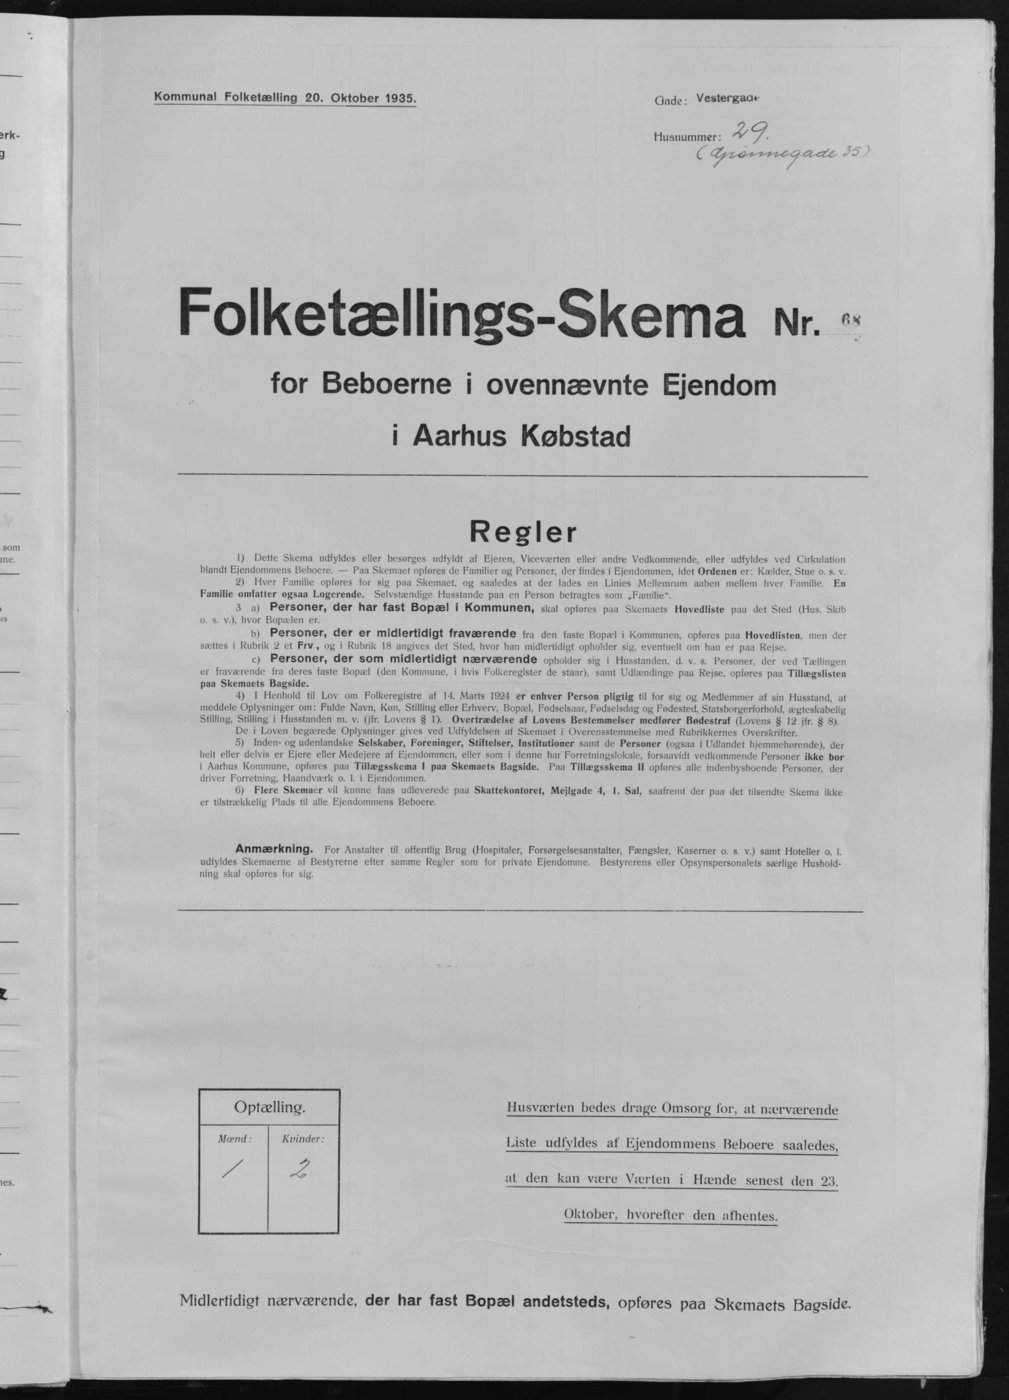 Kommunal Folketælling 20. Oktober 1935.
Gade: Vestergade
Husnummer: 29.
(Grønnegade 35)
Folketællings-Skema Nr. 68
for Beboerne i ovennævnte Ejendom
i Aarhus Købstad
Regler
1) Dette Skema udfyldes eller besørges udfyldt af Ejeren, Viceværten eller andre Vedkommende, eller udfyldes ved Cirkulation
blandt Ejendommens Beboere. — Paa Skemaet opføres de Familier og Personer, der findes i Ejendommen, idet Ordenen er: Kælder, Stue o. s. v.
2) Hver Familie opføres for sig paa Skemaet, og saaledes at der lades en Linies Mellemrum aaben mellem hver Familie. En
Familie omfatter ogsaa Logerende. Selvstændige Husstande paa en Person betragtes som „Familie".
3 a) Personer, der har fast Bopæl i Kommunen, skal opføres paa Skemaets Hovedliste paa det Sted (Hus, Skib
o. s. v.), hvor Bopælen er.
b) Personer, der er midlertidigt fraværende fra den faste Bopæl i Kommunen, opføres paa Hovedlisten, men der
sættes i Rubrik 2 et Frv., og i Rubrik 18 angives det Sted, hvor han midlertidigt opholder sig, eventuelt om han er paa Rejse.
c) Personer, der som midlertidigt nærværende opholder sig i Husstanden, d. v. s. Personer, der ved Tællingen
er fraværende fra deres faste Bopæl (den Kommune, i hvis Folkeregister de staar), samt Udlændinge paa Rejse, opføres paa Tillægslisten
paa Skemaets Bagside.
4) I Henhold til Lov om Folkeregistre af 14. Marts 1924 er enhver Person pligtig til for sig og Medlemmer af sin Husstand, at
meddele Oplysninger om: Fulde Navn, Køn, Stilling eller Erhverv, Bopæl, Fødselsaar, Fødselsdag og Fødested, Statsborgerforhold, ægteskabelig
Stilling, Stilling i Husstanden m. v. (jfr. Lovens § 1). Overtrædelse af Lovens Bestemmelser medfører Bødestraf (Lovens § 12 jfr. § 8).
De i Loven begærede Oplysninger gives ved Udfyldelsen af Skemaet i Overensstemmelse med Rubrikkernes Overskrifter.
5) Inden- og udenlandske Selskaber, Foreninger, Stiftelser, Institutioner samt de Personer (ogsaa i Udlandet hjemmehørende), der
helt eller delvis er Ejere eller Medejere af Ejendommen, eller som i denne har Forretningslokale, forsaavidt vedkommende Personer ikke bor
i Aarhus Kommune, opføres paa Tillægsskema I paa Skemaets Bagside. Paa Tillægsskema II opføres alle indenbysboende Personer, der
driver Forretning, Haandværk o. l. i Ejendommen.
6) Flere Skemaer vil kunne faas udleverede paa Skattekontoret, Mejlgade 4, 1. Sal, saafremt der paa det tilsendte Skema ikke
er tilstrækkelig Plads til alle Ejendommens Beboere.
Anmærkning. For Anstalter til offentlig Brug (Hospitaler, Forsørgelsesanstalter, Fængsler, Kaserner o. s. v.) samt Hoteller o. l.
udfyldes Skemaerne af Bestyrerne efter samme Regler som for private Ejendomme. Bestyrerens eller Opsynspersonalets særlige Hushold-
ning skal opføres for sig.
Optælling.
Mænd: Kvinder:
1 2
Husværten bedes drage Omsorg for, at nærværende
Liste udfyldes af Ejendommens Beboere saaledes,
at den kan være Værten i Hænde senest den 23.
Oktober, hvorefter den afhentes.
Midlertidigt nærværende, der har fast Bopæl andetsteds, opføres paa Skemaets Bagside.